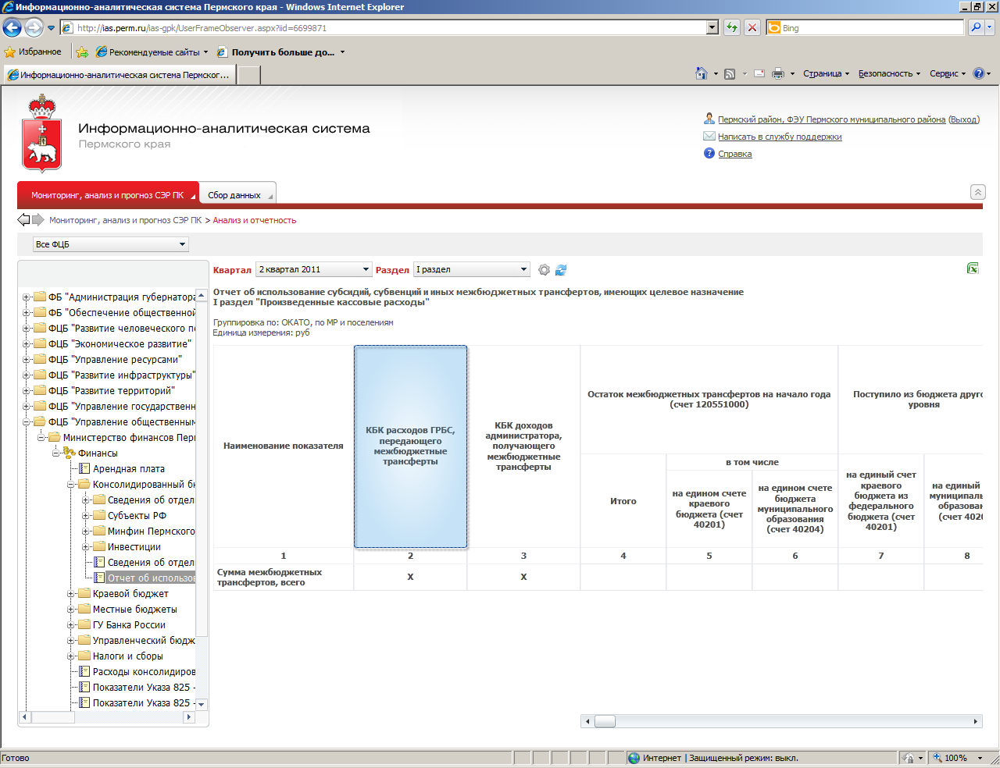 Информационно-аналитическая система Пермского края - Windows Internet Explorer
http://ias.perm.ru/ias-gpk/UserFrameObserver.aspx?iid=6699871
Bing
Избранное
Рекомендуемые сайты
Получить больше до...
Информационно-аналитическая система Пермског...
Страница
Безопасность
Сервис
Информационно-аналитическая система
Пермского края
Пермский район, ФЭУ Пермского муниципального района (Выход)
Написать в службу поддержки
Справка
Мониторинг, анализ и прогноз СЭР ПК
Сбор данных
Мониторинг, анализ и прогноз СЭР ПК > Анализ и отчетность
Все ФЦБ
Квартал 2 квартал 2011 Раздел I раздел
Отчет об использование субсидий, субвенций и иных межбюджетных трансфертов, имеющих целевое назначение
I раздел "Произведенные кассовые расходы"
Группировка по: ОКАТО, по МР и поселениям
Единица измерения: руб
ФБ "Администрация губернатора
ФБ "Обеспечение общественной
ФЦБ "Развитие человеческого по
ФЦБ "Экономическое развитие"
ФЦБ "Управление ресурсами"
ФЦБ "Развитие инфраструктуры"
ФЦБ "Развитие территорий"
ФЦБ "Управление государственн
ФЦБ "Управление общественным
Министерство финансов Пер
Финансы
Арендная плата
Консолидированный б
Сведения об отдел
Субъекты РФ
Минфин Пермского
Инвестиции
Сведения об отдел
Отчет об использов
Краевой бюджет
Местные бюджеты
ГУ Банка России
Управленческий бюдж
Налоги и сборы
Расходы консолидиров
Показатели Указа 825 -
Показатели Указа 825 -
Наименование показателя
КБК расходов ГРБС,
передающего
межбюджетные
трансферты
КБК доходов
администратора,
получающего
межбюджетные
трансферты
Остаток межбюджетных трансфертов на начало года
(счет 120551000)
Поступило из бюджета друго
уровня
Итого
в том числе
на едином счете
краевого
бюджета (счет
40201)
на едином счете
бюджета
муниципального
образования
(счет 40204)
на единый счет
краевого
бюджета из
федерального
бюджета (счет
40201)
на единый
муниципаль
образован
(счет 402
1 2 3 4 5 6 7 8
Сумма межбюджетных
трансфертов, всего
X X
Готово
Интернет | Защищенный режим: выкл.
100%